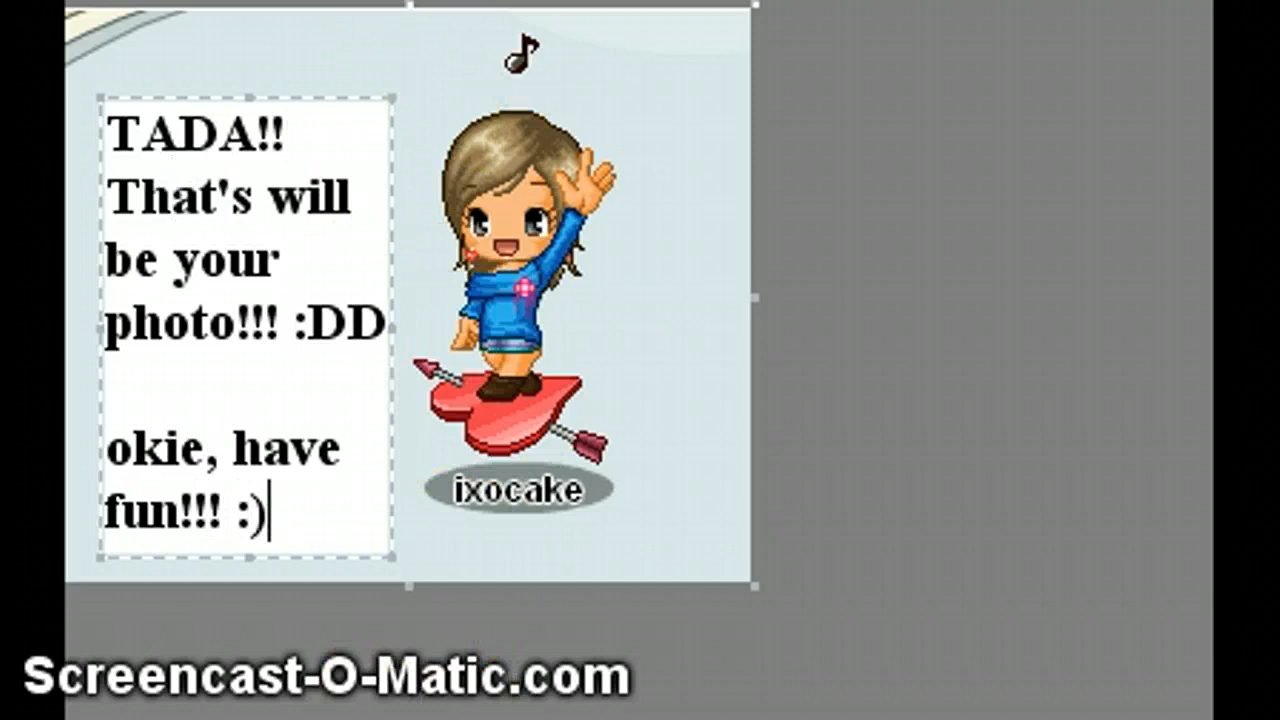 TADA!!
That's will
be your
photo!!! :DD
okie, have
fun!!! :)
ixocake
Screencast-O-Matic.com